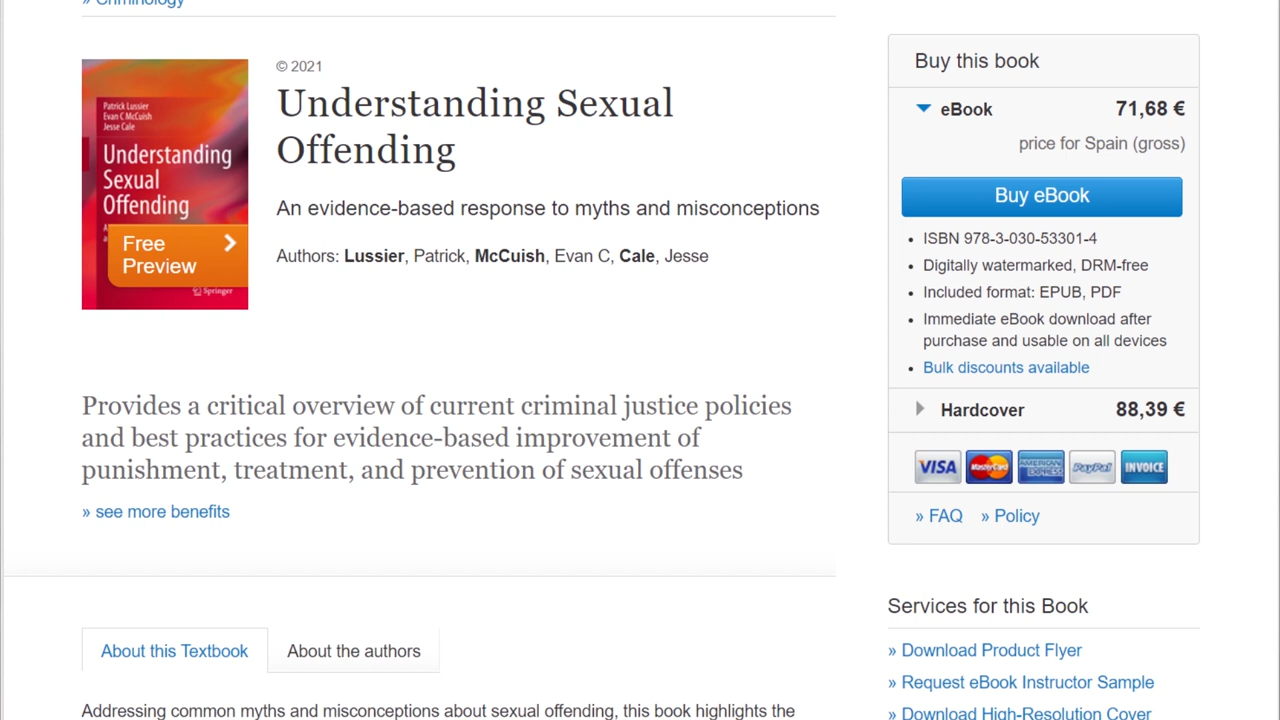 » Criminology
Patrick Lussier
Evan C McCuish
Jesse Cale
Understanding
Sexual
Offending
Free
Preview
Springer
© 2021
Understanding Sexual
Offending
An evidence-based response to myths and misconceptions
Authors: Lussier, Patrick, McCuish, Evan C, Cale, Jesse
Provides a critical overview of current criminal justice policies
and best practices for evidence-based improvement of
punishment, treatment, and prevention of sexual offenses
» see more benefits
About this Textbook
About the authors
Addressing common myths and misconceptions about sexual offending, this book highlights the
Buy this book
eBook 71,68 €
price for Spain (gross)
Buy eBook
• ISBN 978-3-030-53301-4
• Digitally watermarked, DRM-free
• Included format: EPUB, PDF
• Immediate eBook download after
purchase and usable on all devices
• Bulk discounts available
Hardcover 88,39 €
VISA MasterCard AMERICAN EXPRESS PayPal INVOICE
» FAQ » Policy
Services for this Book
» Download Product Flyer
» Request eBook Instructor Sample
» Download High-Resolution Cover